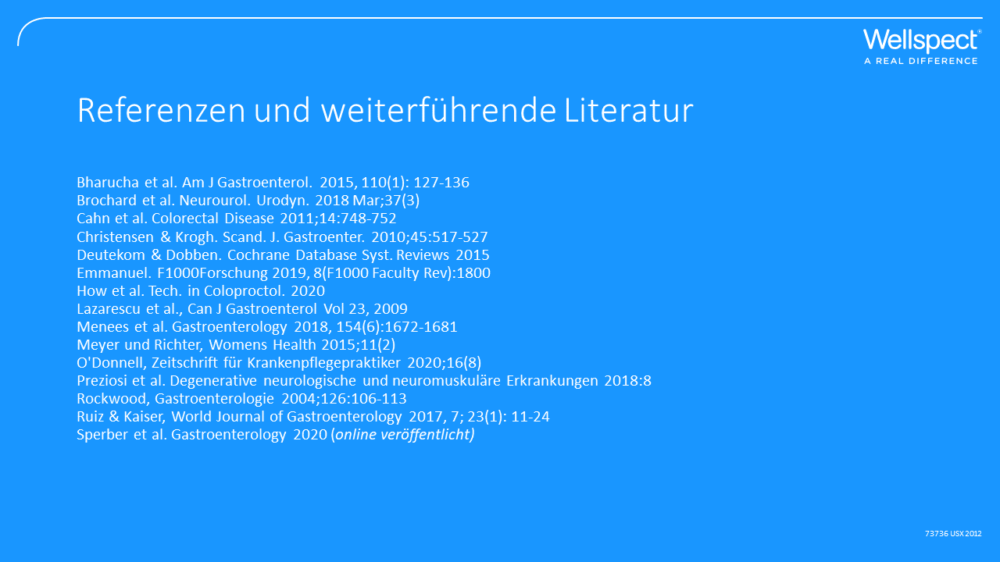 Wellspect®
A REAL DIFFERENCE
Referenzen und weiterführende Literatur
Bharucha et al. Am J Gastroenterol. 2015, 110(1): 127-136
Brochard et al. Neurourol. Urodyn. 2018 Mar;37(3)
Cahn et al. Colorectal Disease 2011;14:748-752
Christensen & Krogh. Scand. J. Gastroenter. 2010;45:517-527
Deutekom & Dobben. Cochrane Database Syst. Reviews 2015
Emmanuel. F1000Forschung 2019, 8(F1000 Faculty Rev):1800
How et al. Tech. in Coloproctol. 2020
Lazarescu et al., Can J Gastroenterol Vol 23, 2009
Menees et al. Gastroenterology 2018, 154(6):1672-1681
Meyer und Richter, Womens Health 2015;11(2)
O'Donnell, Zeitschrift für Krankenpflegepraktiker 2020;16(8)
Preziosi et al. Degenerative neurologische und neuromuskuläre Erkrankungen 2018:8
Rockwood, Gastroenterologie 2004;126:106-113
Ruiz & Kaiser, World Journal of Gastroenterology 2017, 7; 23(1): 11-24
Sperber et al. Gastroenterology 2020 (online veröffentlicht)
73736 USX 2012